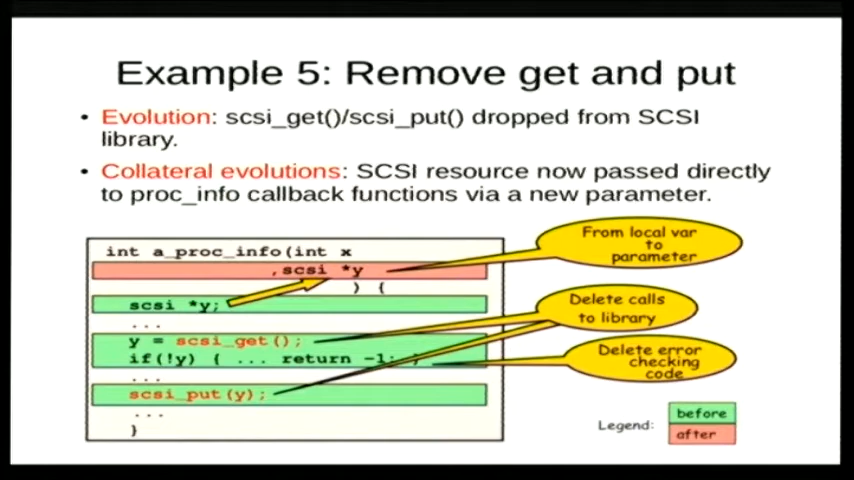 Example 5: Remove get and put
• Evolution: scsi_get()/scsi_put() dropped from SCSI
library.
• Collateral evolutions: SCSI resource now passed directly
to proc_info callback functions via a new parameter.
int a_proc_info(int x
,scsi *y
) {
scsi *y;
...
y = scsi_get();
if(!y) { ... return -1; }
...
scsi_put(y);
...
}
From local var
to
parameter
Delete calls
to library
Delete error
checking
code
Legend:
before
after